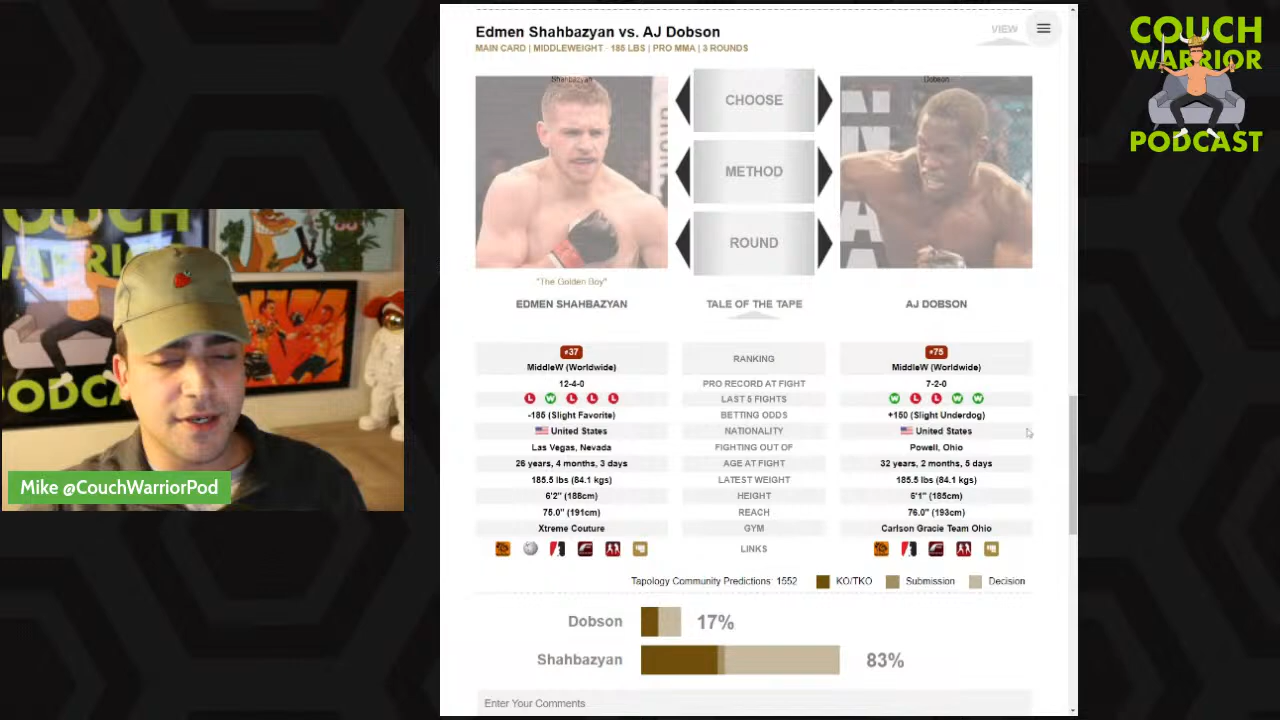 Edmen Shahbazyan vs. AJ Dobson
VIEW
MAIN CARD | MIDDLEWEIGHT · 185 LBS | PRO MMA | 3 ROUNDS
Shahbazyan
Dobson
CHOOSE
METHOD
ROUND
"The Golden Boy"
EDMEN SHAHBAZYAN
TALE OF THE TAPE
AJ DOBSON
#37
MiddleW (Worldwide)
RANKING
#75
MiddleW (Worldwide)
12-4-0
PRO RECORD AT FIGHT
7-2-0
L W L L L
LAST 5 FIGHTS
W L L W W
-185 (Slight Favorite)
BETTING ODDS
+150 (Slight Underdog)
United States
NATIONALITY
United States
Las Vegas, Nevada
FIGHTING OUT OF
Powell, Ohio
26 years, 4 months, 3 days
AGE AT FIGHT
32 years, 2 months, 5 days
185.5 lbs (84.1 kgs)
LATEST WEIGHT
185.5 lbs (84.1 kgs)
6'2" (188cm)
HEIGHT
6'1" (185cm)
75.0" (191cm)
REACH
76.0" (193cm)
Xtreme Couture
GYM
Carlson Gracie Team Ohio
LINKS
Tapology Community Predictions: 1552
KO/TKO
Submission
Decision
Dobson
17%
Shahbazyan
83%
Enter Your Comments
COUCH
WARRIOR
PODCAST
COUCH
Mike @CouchWarriorPod